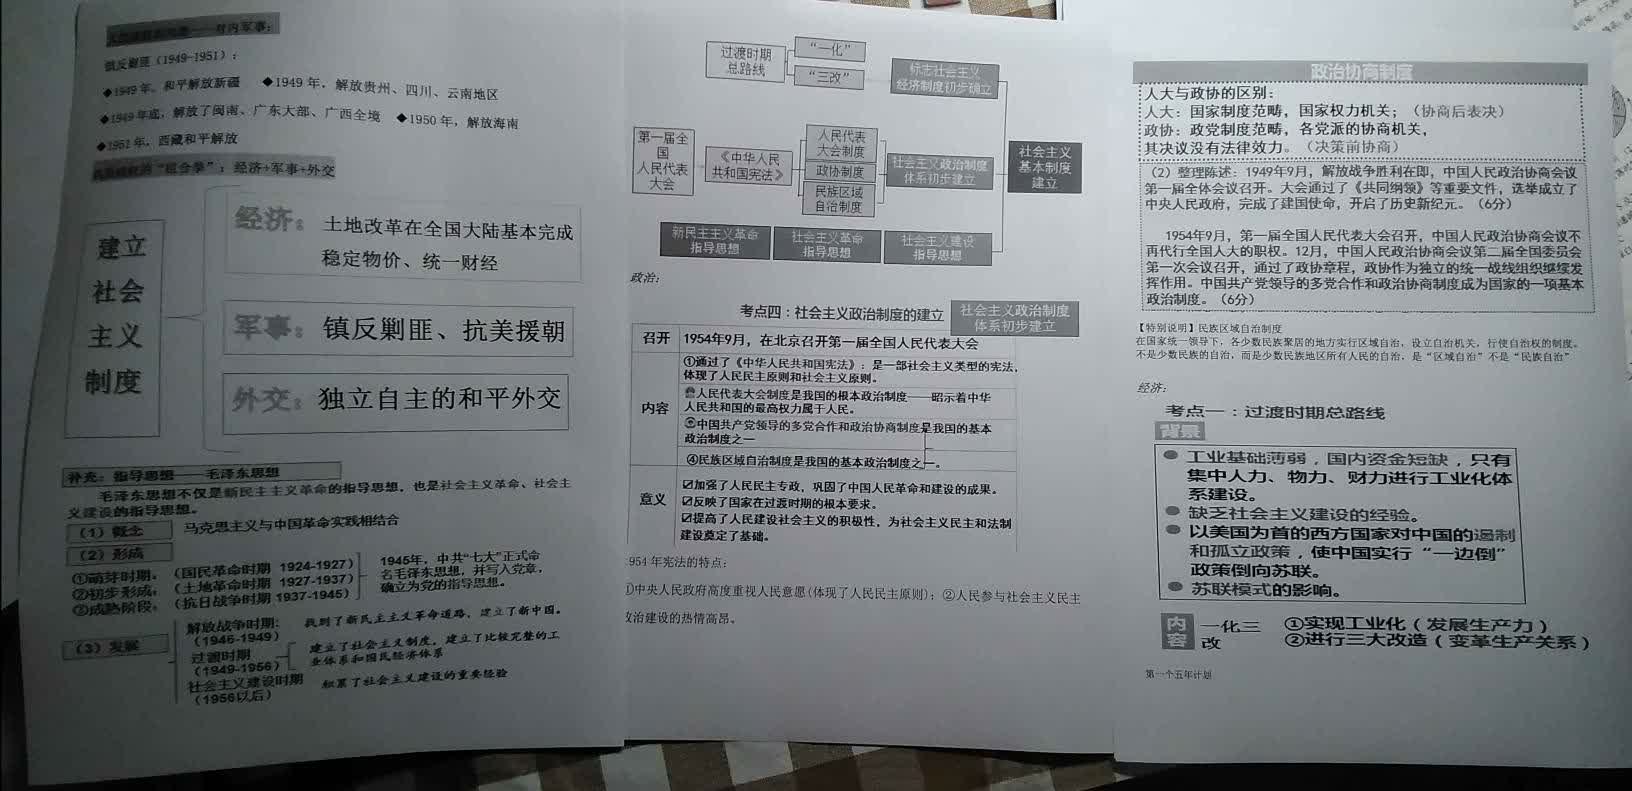 镇反剿匪（1949-1951）：
◆1949年，和平解放新疆 ◆1949年，解放贵州、四川、云南地区
◆1949年底，解放了闽南、广东大部、广西全境 ◆1950年，解放海南
◆1951年，西藏和平解放
“组合拳”：经济+军事+外交
建立
社会
主义
制度
经济：
土地改革在全国大陆基本完成
稳定物价、统一财经
军事：
镇反剿匪、抗美援朝
外交：
独立自主的和平外交
补充：指导思想——毛泽东思想
毛泽东思想不仅是新民主主义革命的指导思想，也是社会主义革命、社会主
义建设的指导思想。
（1）概念
马克思主义与中国革命实践相结合
（2）形成
①萌芽时期：（国民革命时期 1924-1927）
②初步形成：（土地革命时期 1927-1937）
③成熟阶段：（抗日战争时期 1937-1945）
1945年，中共“七大”正式命
名毛泽东思想，并写入党章，
确立为党的指导思想。
（3）发展
解放战争时期：
（1946-1949）
找到了新民主主义革命道路，建立了新中国。
过渡时期
（1949-1956）
建立了社会主义制度，建立了比较完整的工
业体系和国民经济体系
社会主义建设时期
（1956以后）
积累了社会主义建设的重要经验
过渡时期
总路线
“一化”
“三改”
标志社会主义
经济制度初步确立
第一届全
国
人民代表
大会
《中华人民
共和国宪法》
人民代表
大会制度
政协制度
民族区域
自治制度
社会主义政治制度
体系初步建立
社会主义
基本制度
建立
新民主主义革命
指导思想
社会主义革命
指导思想
社会主义建设
指导思想
政治：
考点四：社会主义政治制度的建立
社会主义政治制度
体系初步建立
召开
1954年9月，在北京召开第一届全国人民代表大会
内容
①通过了《中华人民共和国宪法》：是一部社会主义类型的宪法，
体现了人民民主原则和社会主义原则。
人民代表大会制度是我国的根本政治制度——昭示着中华
人民共和国的最高权力属于人民。
中国共产党领导的多党合作和政治协商制度是我国的基本
政治制度之一
④民族区域自治制度是我国的基本政治制度之一。
意义
☑加强了人民民主专政，巩固了中国人民革命和建设的成果。
☑反映了国家在过渡时期的根本要求。
☑提高了人民建设社会主义的积极性，为社会主义民主和法制
建设奠定了基础。
954年宪法的特点：
①中央人民政府高度重视人民意愿(体现了人民民主原则)；②人民参与社会主义民主
政治建设的热情高昂。
政治协商制度
人大与政协的区别：
人大：国家制度范畴，国家权力机关；（协商后表决）
政协：政党制度范畴，各党派的协商机关，
其决议没有法律效力。（决策前协商）
（2）整理陈述：1949年9月，解放战争胜利在即，中国人民政治协商会议
第一届全体会议召开。大会通过了《共同纲领》等重要文件，选举成立了
中央人民政府，完成了建国使命，开启了历史新纪元。（6分）
1954年9月，第一届全国人民代表大会召开，中国人民政治协商会议不
再代行全国人大的职权。12月，中国人民政治协商会议第二届全国委员会
第一次会议召开，通过了政协章程，政协作为独立的统一战线组织继续发
挥作用。中国共产党领导的多党合作和政治协商制度成为国家的一项基本
政治制度。（6分）
【特别说明】民族区域自治制度
在国家统一领导下，各少数民族聚居的地方实行区域自治，设立自治机关，行使自治权的制度。
不是少数民族的自治，而是少数民族地区所有人民的自治，是“区域自治”不是“民族自治”
经济：
考点一：过渡时期总路线
背景
●工业基础薄弱，国内资金短缺，只有
集中人力、物力、财力进行工业化体
系建设。
●缺乏社会主义建设的经验。
●以美国为首的西方国家对中国的遏制
和孤立政策，使中国实行“一边倒”
政策倒向苏联。
●苏联模式的影响。
内
容
一化三
改
①实现工业化（发展生产力）
②进行三大改造（变革生产关系）
第一个五年计划